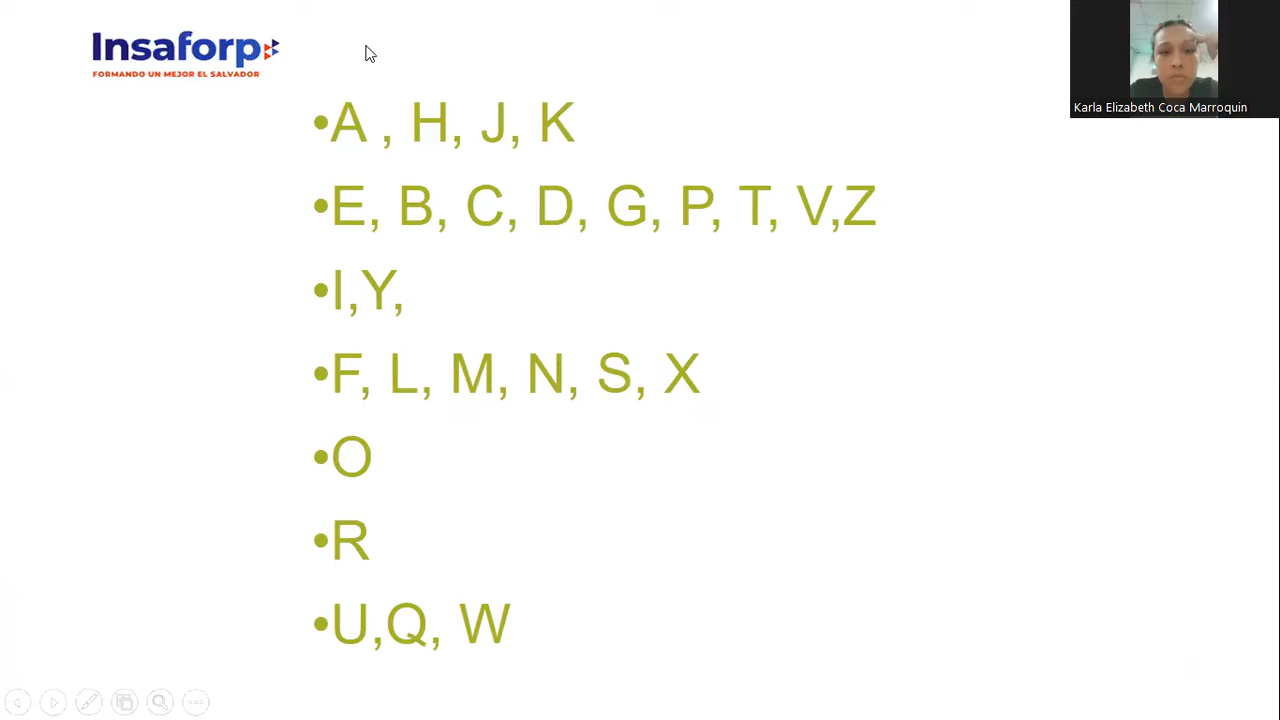 Insaforp
FORMANDO UN MEJOR EL SALVADOR
Karla Elizabeth Coca Marroquin
•A , H, J, K
•E, B, C, D, G, P, T, V,Z
•I,Y,
•F, L, M, N, S, X
•O
•R
•U,Q, W